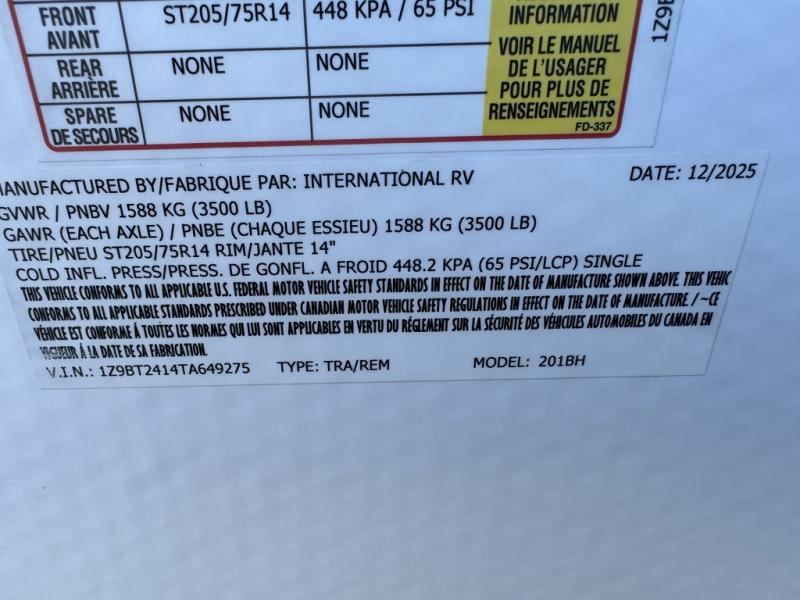 FRONT
AVANT
ST205/75R14
448 KPA / 65 PSI
REAR
ARRIÈRE
NONE
NONE
SPARE
DE SECOURS
NONE
NONE
INFORMATION
VOIR LE MANUEL
DE L'USAGER
POUR PLUS DE
RENSEIGNEMENTS
FD-337
1Z9B
MANUFACTURED BY/FABRIQUE PAR: INTERNATIONAL RV
DATE: 12/2025
GVWR / PNBV 1588 KG (3500 LB)
GAWR (EACH AXLE) / PNBE (CHAQUE ESSIEU) 1588 KG (3500 LB)
TIRE/PNEU ST205/75R14 RIM/JANTE 14"
COLD INFL. PRESS/PRESS. DE GONFL. A FROID 448.2 KPA (65 PSI/LCP) SINGLE
THIS VEHICLE CONFORMS TO ALL APPLICABLE U.S. FEDERAL MOTOR VEHICLE SAFETY STANDARDS IN EFFECT ON THE DATE OF MANUFACTURE SHOWN ABOVE. THIS VEHIC
CONFORMS TO ALL APPLICABLE STANDARDS PRESCRIBED UNDER CANADIAN MOTOR VEHICLE SAFETY REGULATIONS IN EFFECT ON THE DATE OF MANUFACTURE. / ~CE
VÉHICLE EST CONFORME Á TOUTES LES NORMES QUI LUI SONT APPLICABLES EN VERTU DU RÉGLEMENT SUR LA SÉCURITÉ DES VÉHICULES AUTOMOBILES DU CANADA EN
VIGUEUR Á LA DATE DE SA FABRICATION.
V.I.N.: 1Z9BT2414TA649275 TYPE: TRA/REM MODEL: 201BH